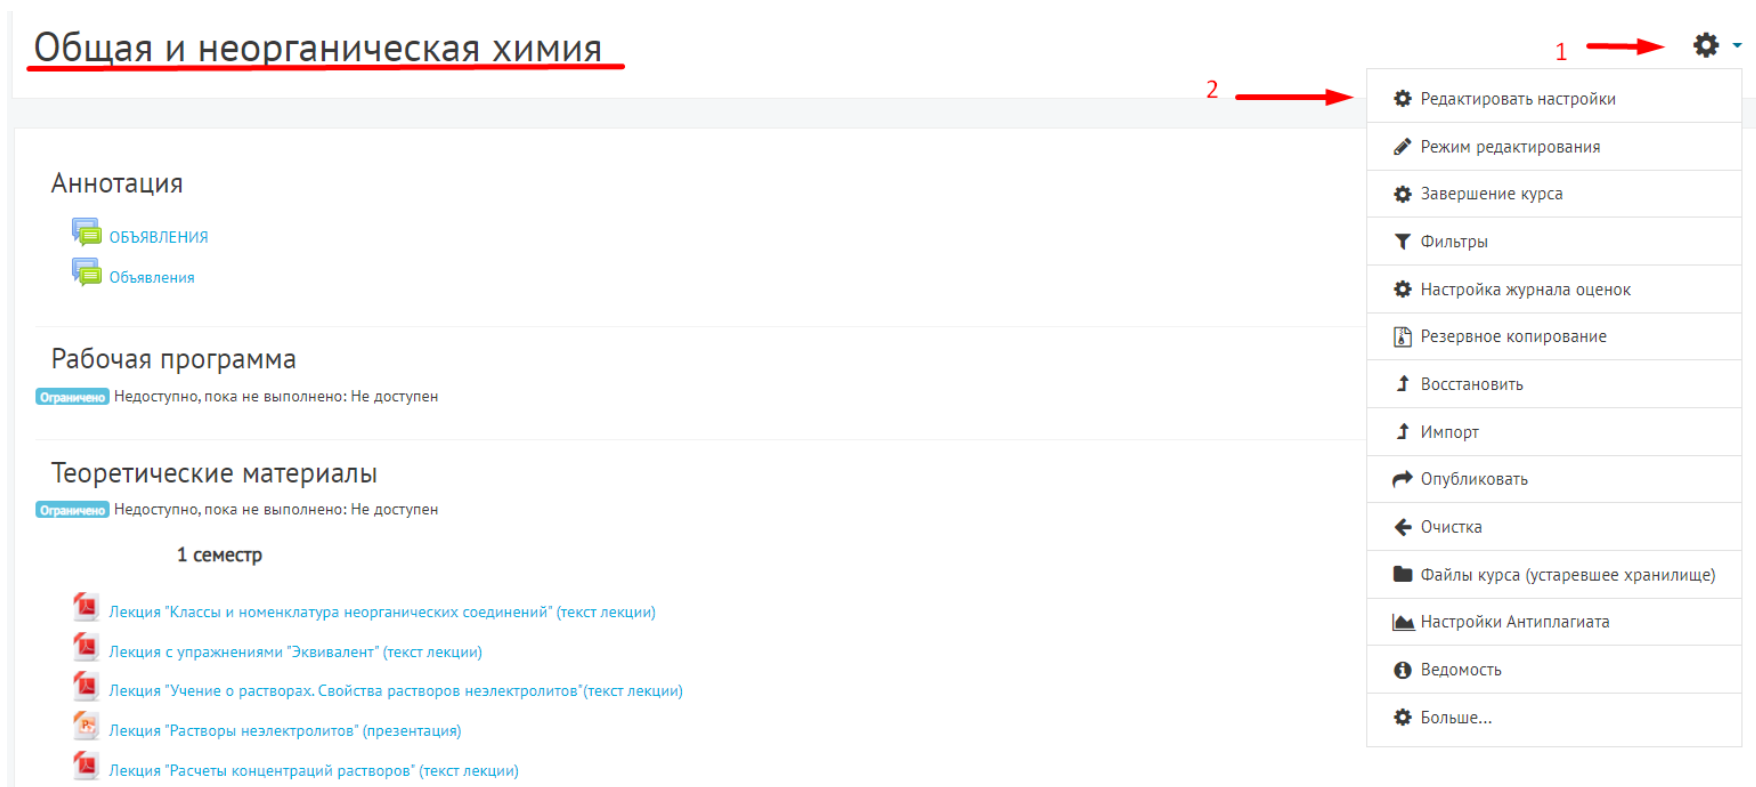 Общая и неорганическая химия
1
2
Редактировать настройки
Режим редактирования
Завершение курса
Фильтры
Настройка журнала оценок
Резервное копирование
Восстановить
Импорт
Опубликовать
Очистка
Файлы курса (устаревшее хранилище)
Настройки Антиплагиата
Ведомость
Больше...
Аннотация
ОБЪЯВЛЕНИЯ
Объявления
Рабочая программа
Ограничено Недоступно, пока не выполнено: Не доступен
Теоретические материалы
Ограничено Недоступно, пока не выполнено: Не доступен
1 семестр
Лекция "Классы и номенклатура неорганических соединений" (текст лекции)
Лекция с упражнениями "Эквивалент" (текст лекции)
Лекция "Учение о растворах. Свойства растворов неэлектролитов"(текст лекции)
Лекция "Растворы неэлектролитов" (презентация)
Лекция "Расчеты концентраций растворов" (текст лекции)